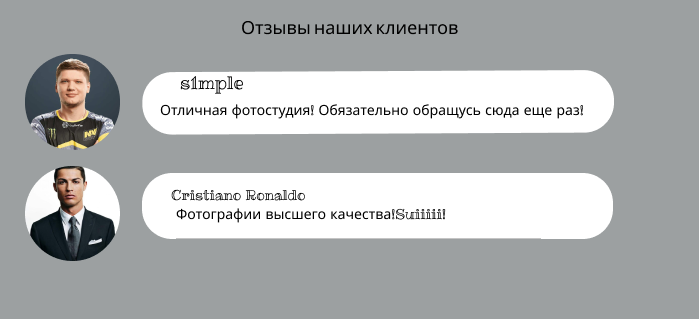 Отзывы наших клиентов
s1mple
Отличная фотостудия! Обязательно обращусь сюда еще раз!
Cristiano Ronaldo
Фотографии высшего качества!Suiiiiii!